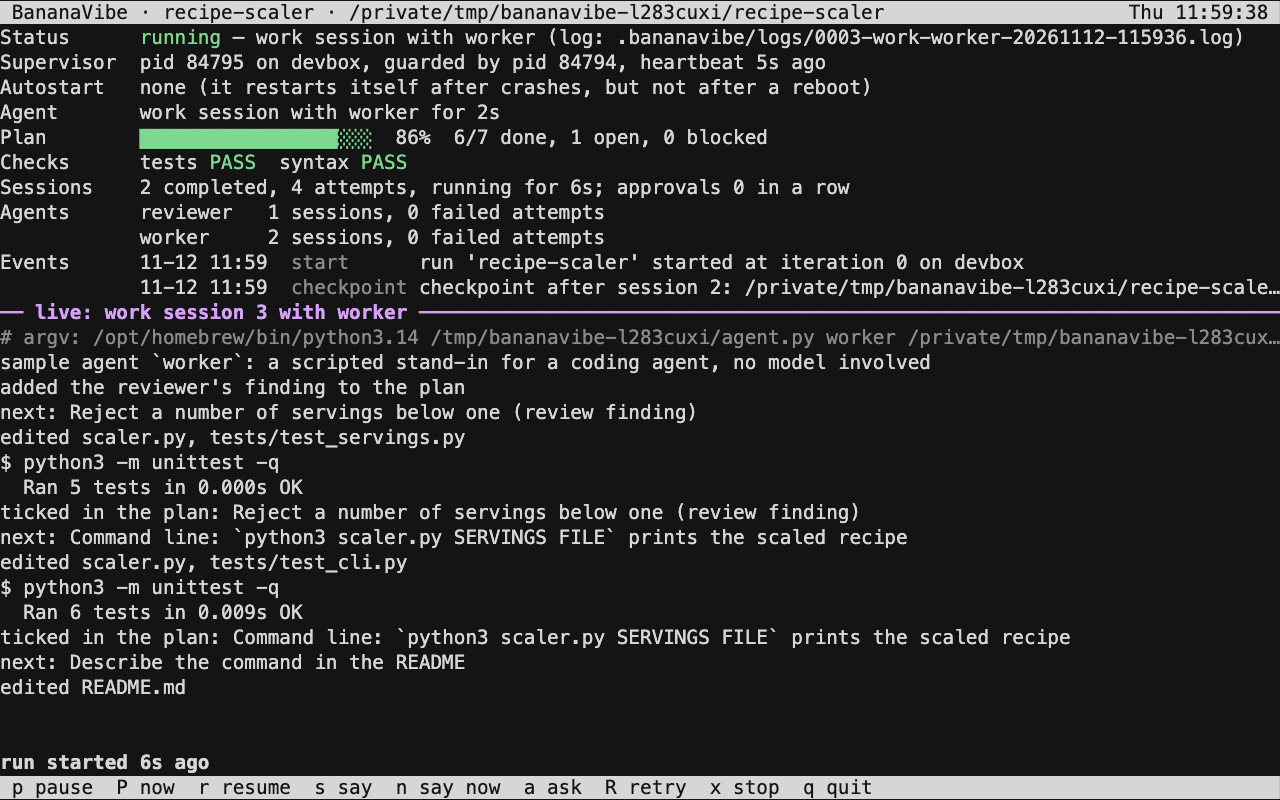 BananaVibe · recipe-scaler · /private/tmp/bananavibe-l283cuxi/recipe-scaler Thu 11:59:38
Status running — work session with worker (log: .bananavibe/logs/0003-work-worker-20261112-115936.log)
Supervisor pid 84795 on devbox, guarded by pid 84794, heartbeat 5s ago
Autostart none (it restarts itself after crashes, but not after a reboot)
Agent work session with worker for 2s
Plan 86% 6/7 done, 1 open, 0 blocked
Checks tests PASS syntax PASS
Sessions 2 completed, 4 attempts, running for 6s; approvals 0 in a row
Agents reviewer 1 sessions, 0 failed attempts
worker 2 sessions, 0 failed attempts
Events 11-12 11:59 start run 'recipe-scaler' started at iteration 0 on devbox
11-12 11:59 checkpoint checkpoint after session 2: /private/tmp/bananavibe-l283cuxi/recipe-scale…
── live: work session 3 with worker ──
# argv: /opt/homebrew/bin/python3.14 /tmp/bananavibe-l283cuxi/agent.py worker /private/tmp/bananavibe-l283cux…
sample agent `worker`: a scripted stand-in for a coding agent, no model involved
added the reviewer's finding to the plan
next: Reject a number of servings below one (review finding)
edited scaler.py, tests/test_servings.py
$ python3 -m unittest -q
Ran 5 tests in 0.000s OK
ticked in the plan: Reject a number of servings below one (review finding)
next: Command line: `python3 scaler.py SERVINGS FILE` prints the scaled recipe
edited scaler.py, tests/test_cli.py
$ python3 -m unittest -q
Ran 6 tests in 0.009s OK
ticked in the plan: Command line: `python3 scaler.py SERVINGS FILE` prints the scaled recipe
next: Describe the command in the README
edited README.md
run started 6s ago
p pause P now r resume s say n say now a ask R retry x stop q quit